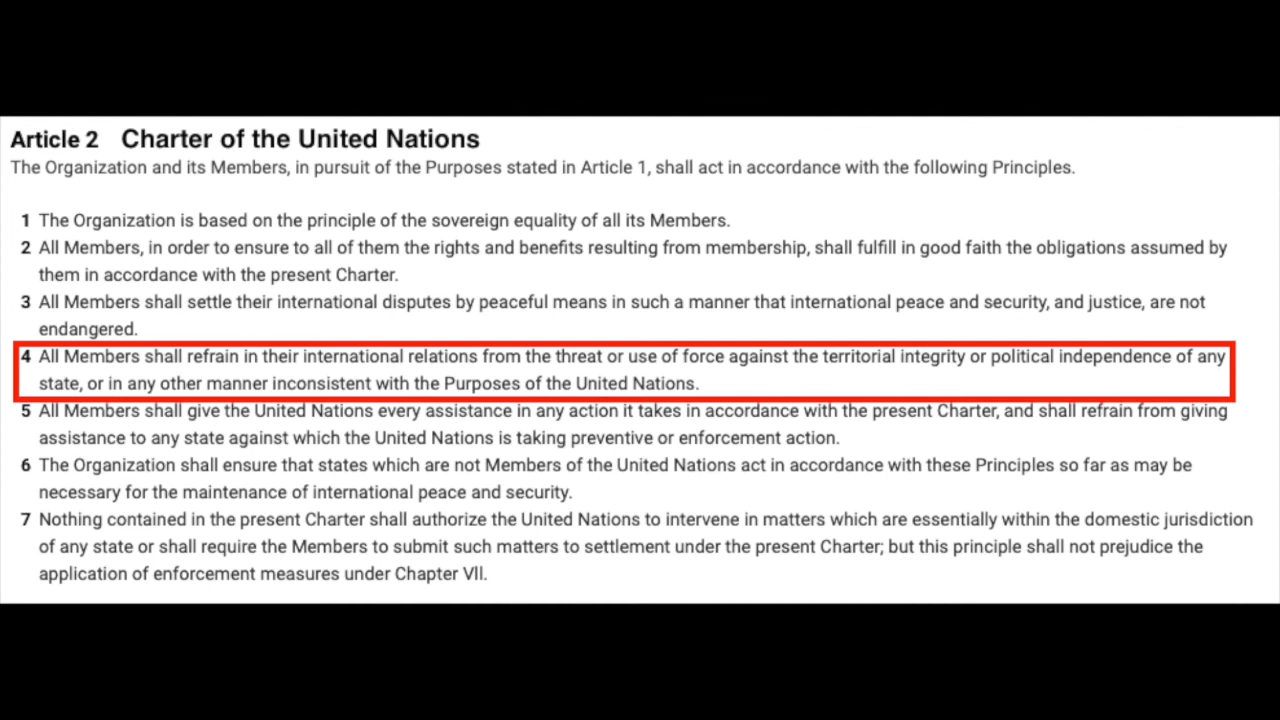 Article 2 Charter of the United Nations
The Organization and its Members, in pursuit of the Purposes stated in Article 1, shall act in accordance with the following Principles.
1 The Organization is based on the principle of the sovereign equality of all its Members.
2 All Members, in order to ensure to all of them the rights and benefits resulting from membership, shall fulfill in good faith the obligations assumed by
them in accordance with the present Charter.
3 All Members shall settle their international disputes by peaceful means in such a manner that international peace and security, and justice, are not
endangered.
4 All Members shall refrain in their international relations from the threat or use of force against the territorial integrity or political independence of any
state, or in any other manner inconsistent with the Purposes of the United Nations.
5 All Members shall give the United Nations every assistance in any action it takes in accordance with the present Charter, and shall refrain from giving
assistance to any state against which the United Nations is taking preventive or enforcement action.
6 The Organization shall ensure that states which are not Members of the United Nations act in accordance with these Principles so far as may be
necessary for the maintenance of international peace and security.
7 Nothing contained in the present Charter shall authorize the United Nations to intervene in matters which are essentially within the domestic jurisdiction
of any state or shall require the Members to submit such matters to settlement under the present Charter; but this principle shall not prejudice the
application of enforcement measures under Chapter Vll.